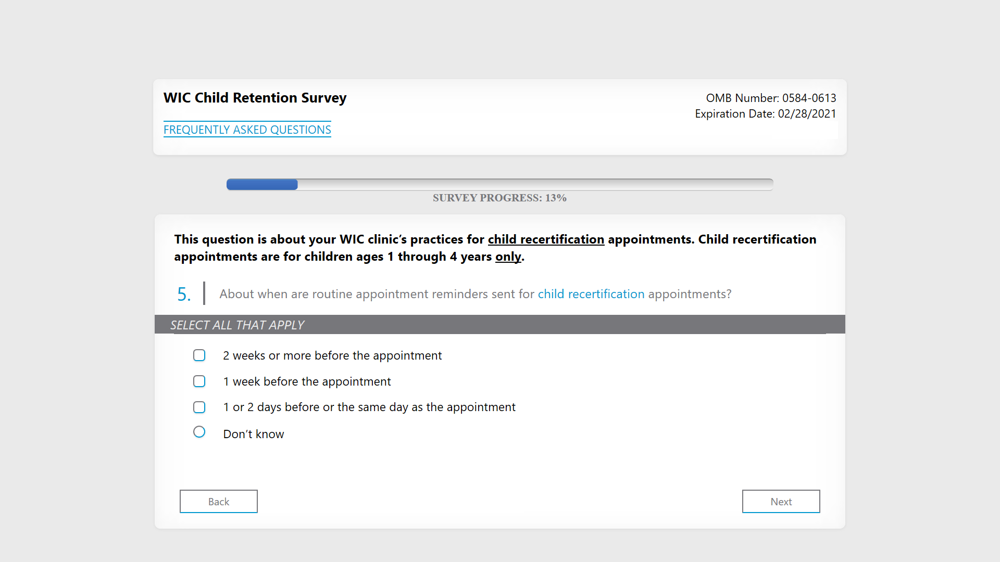 WIC Child Retention Survey
OMB Number: 0584-0613
Expiration Date: 02/28/2021
FREQUENTLY ASKED QUESTIONS
SURVEY PROGRESS: 13%
This question is about your WIC clinic’s practices for child recertification appointments. Child recertification
appointments are for children ages 1 through 4 years only.
5. About when are routine appointment reminders sent for child recertification appointments?
SELECT ALL THAT APPLY
2 weeks or more before the appointment
1 week before the appointment
1 or 2 days before or the same day as the appointment
Don’t know
Back
Next